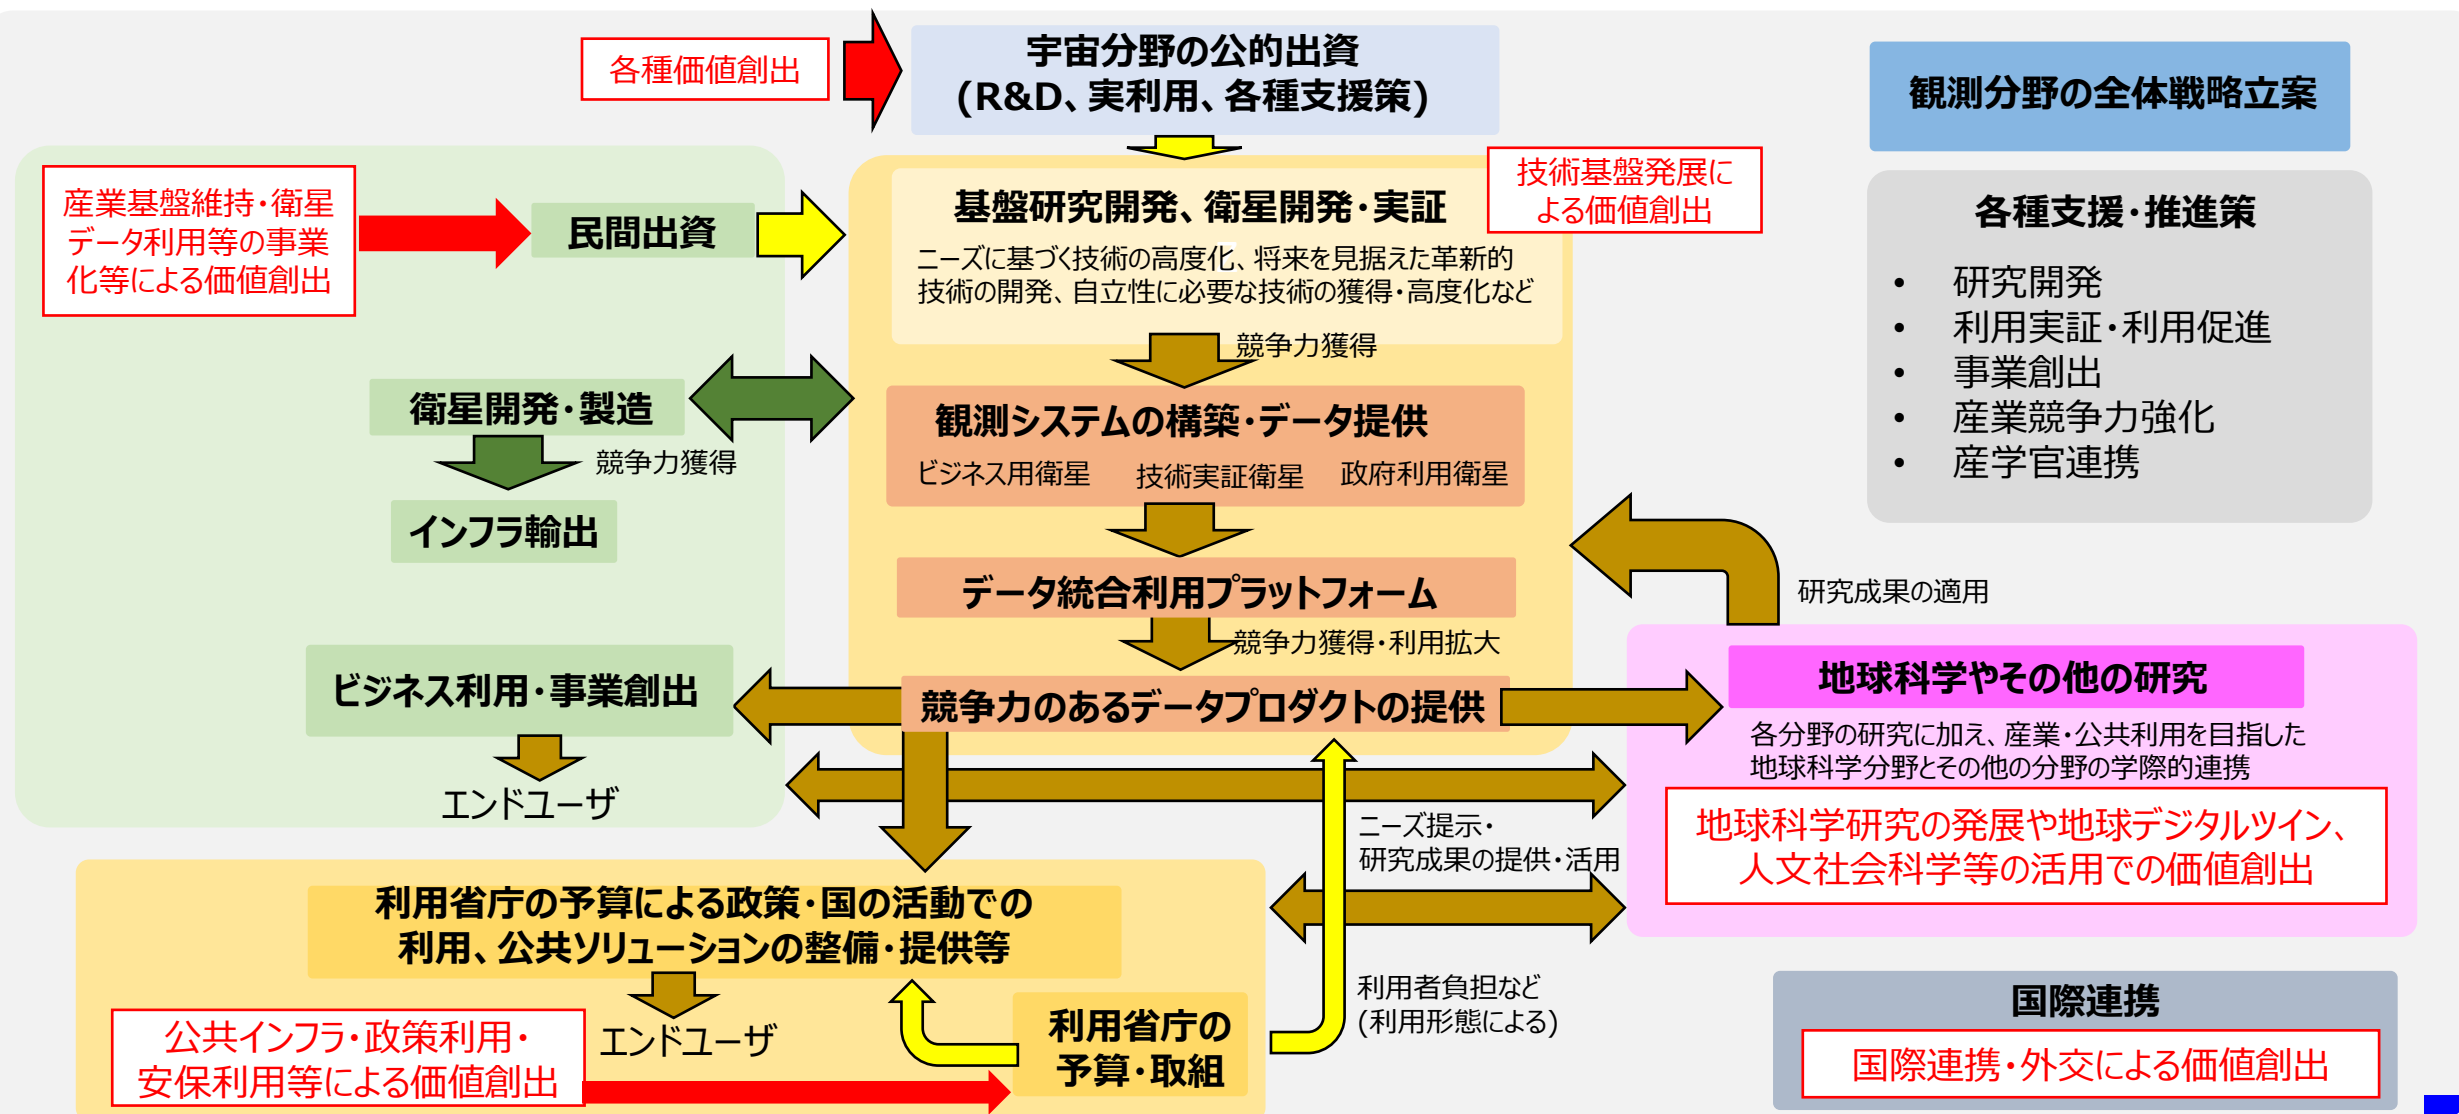 各種価値創出
宇宙分野の公的出資
(R&D、実利用、各種支援策)
観測分野の全体戦略立案
産業基盤維持・衛星
データ利用等の事業
化等による価値創出
民間出資
基盤研究開発、衛星開発・実証
ニーズに基づく技術の高度化、将来を見据えた革新的
技術の開発、自立性に必要な技術の獲得・高度化など
技術基盤発展に
よる価値創出
各種支援・推進策
• 研究開発
• 利用実証・利用促進
• 事業創出
• 産業競争力強化
• 産学官連携
競争力獲得
衛星開発・製造
競争力獲得
インフラ輸出
観測システムの構築・データ提供
ビジネス用衛星
技術実証衛星
政府利用衛星
データ統合利用プラットフォーム
競争力獲得・利用拡大
研究成果の適用
ビジネス利用・事業創出
エンドユーザ
競争力のあるデータプロダクトの提供
地球科学やその他の研究
各分野の研究に加え、産業・公共利用を目指した
地球科学分野とその他の分野の学際的連携
地球科学研究の発展や地球デジタルツイン、
人文社会科学等の活用での価値創出
ニーズ提示・
研究成果の提供・活用
利用省庁の予算による政策・国の活動での
利用、公共ソリューションの整備・提供等
エンドユーザ
公共インフラ・政策利用・
安保利用等による価値創出
利用省庁の
予算・取組
利用者負担など
(利用形態による)
国際連携
国際連携・外交による価値創出